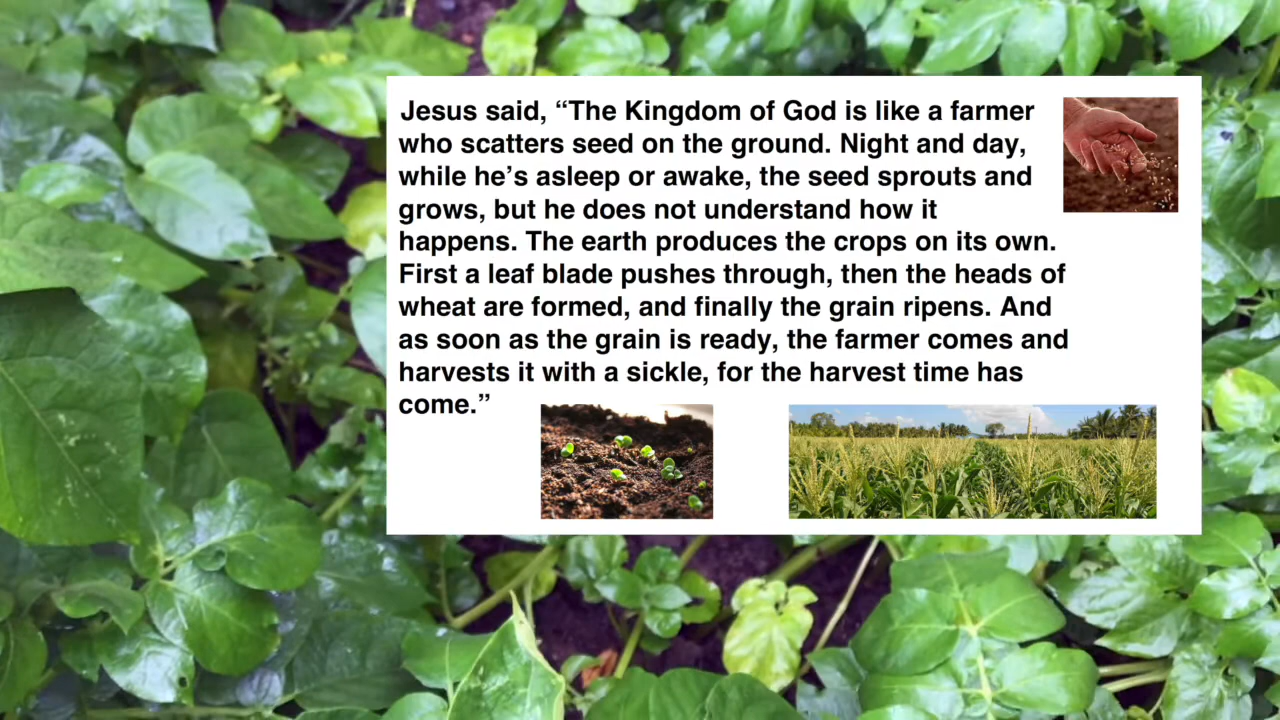 Jesus said, “The Kingdom of God is like a farmer
who scatters seed on the ground. Night and day,
while he’s asleep or awake, the seed sprouts and
grows, but he does not understand how it
happens. The earth produces the crops on its own.
First a leaf blade pushes through, then the heads of
wheat are formed, and finally the grain ripens. And
as soon as the grain is ready, the farmer comes and
harvests it with a sickle, for the harvest time has
come.”